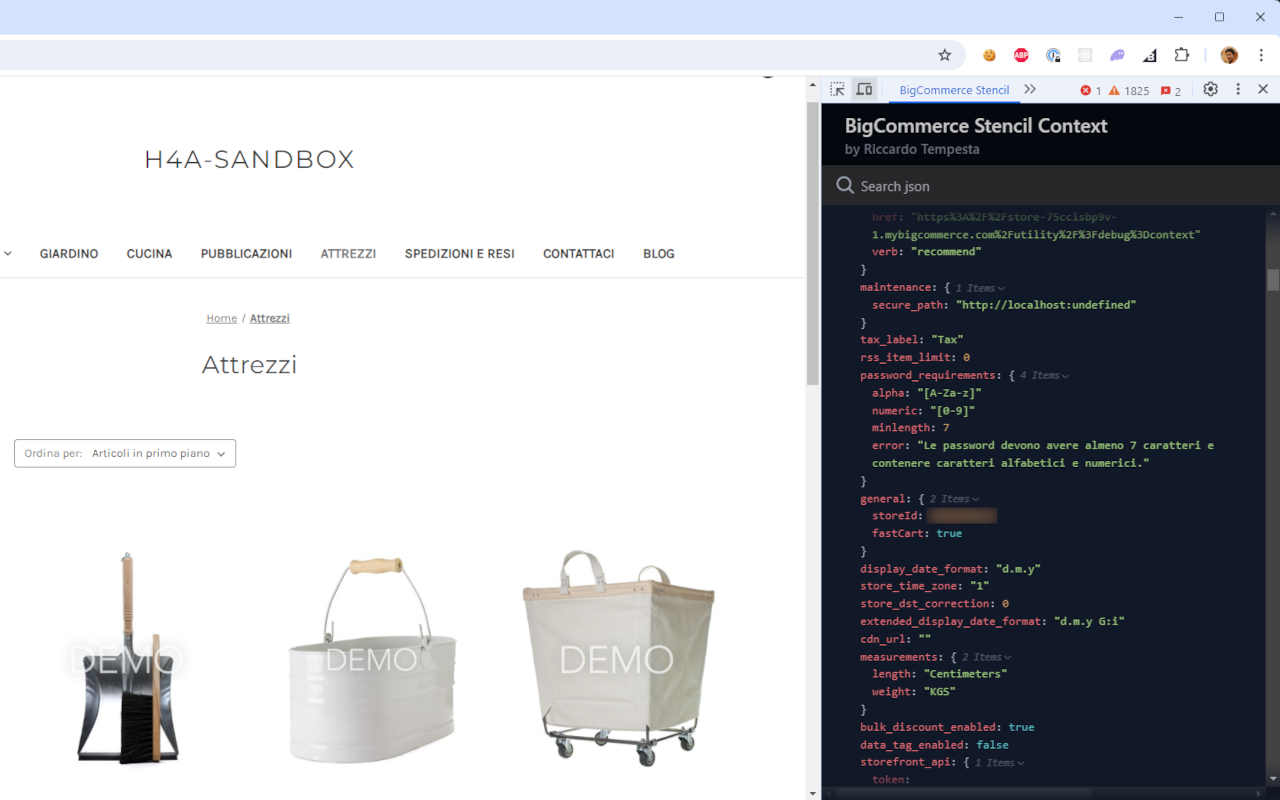 ABP
BigCommerce Stencil
1
1825
2
BigCommerce Stencil Context
by Riccardo Tempesta
Search json
H4A-SANDBOX
GIARDINO CUCINA PUBBLICAZIONI ATTREZZI SPEDIZIONI E RESI CONTATTACI BLOG
Home / Attrezzi
Attrezzi
Ordina per: Articoli in primo piano
DEMO
DEMO
DEMO
href: "https%3A%2F%2Fstore-75cclsbp9v-
1.mybigcommerce.com%2Futility%2F%3Fdebug%3Dcontext"
verb: "recommend"
}
maintenance: { 1 Items
secure_path: "http://localhost:undefined"
}
tax_label: "Tax"
rss_item_limit: 0
password_requirements: { 4 Items
alpha: "[A-Za-z]"
numeric: "[0-9]"
minlength: 7
error: "Le password devono avere almeno 7 caratteri e
contenere caratteri alfabetici e numerici."
}
general: { 2 Items
storeId:
fastCart: true
}
display_date_format: "d.m.y"
store_time_zone: "1"
store_dst_correction: 0
extended_display_date_format: "d.m.y G:i"
cdn_url: ""
measurements: { 2 Items
length: "Centimeters"
weight: "KGS"
}
bulk_discount_enabled: true
data_tag_enabled: false
storefront_api: { 1 Items
token: